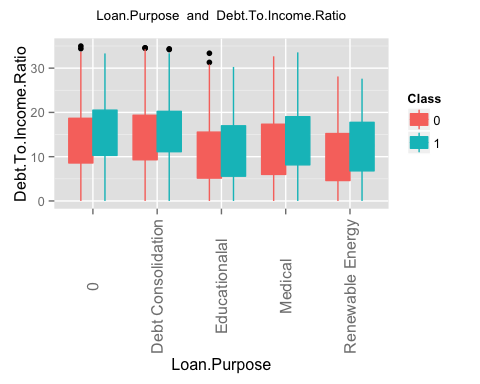 Loan.Purpose and Debt.To.Income.Ratio
Debt.To.Income.Ratio
30
20
10
0
0
Debt Consolidation
Educationalal
Medical
Renewable Energy
Loan.Purpose
Class
0
1